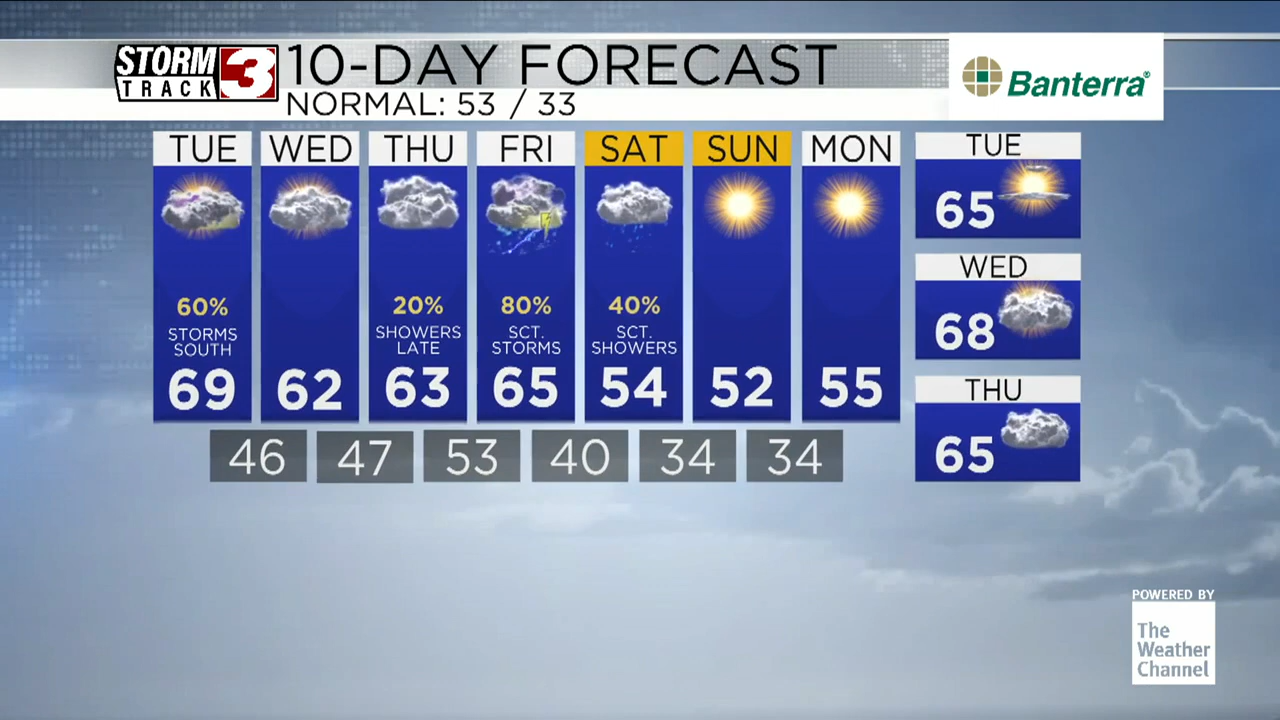 STORM
TRACK
3
10-DAY FORECAST
NORMAL: 53 / 33
Banterra®
TUE
60%
STORMS
SOUTH
69
WED
62
THU
20%
SHOWERS
LATE
63
FRI
80%
SCT.
STORMS
65
SAT
40%
SCT.
SHOWERS
54
SUN
52
MON
55
46
47
53
40
34
34
TUE
65
WED
68
THU
65
POWERED BY
The
Weather
Channel